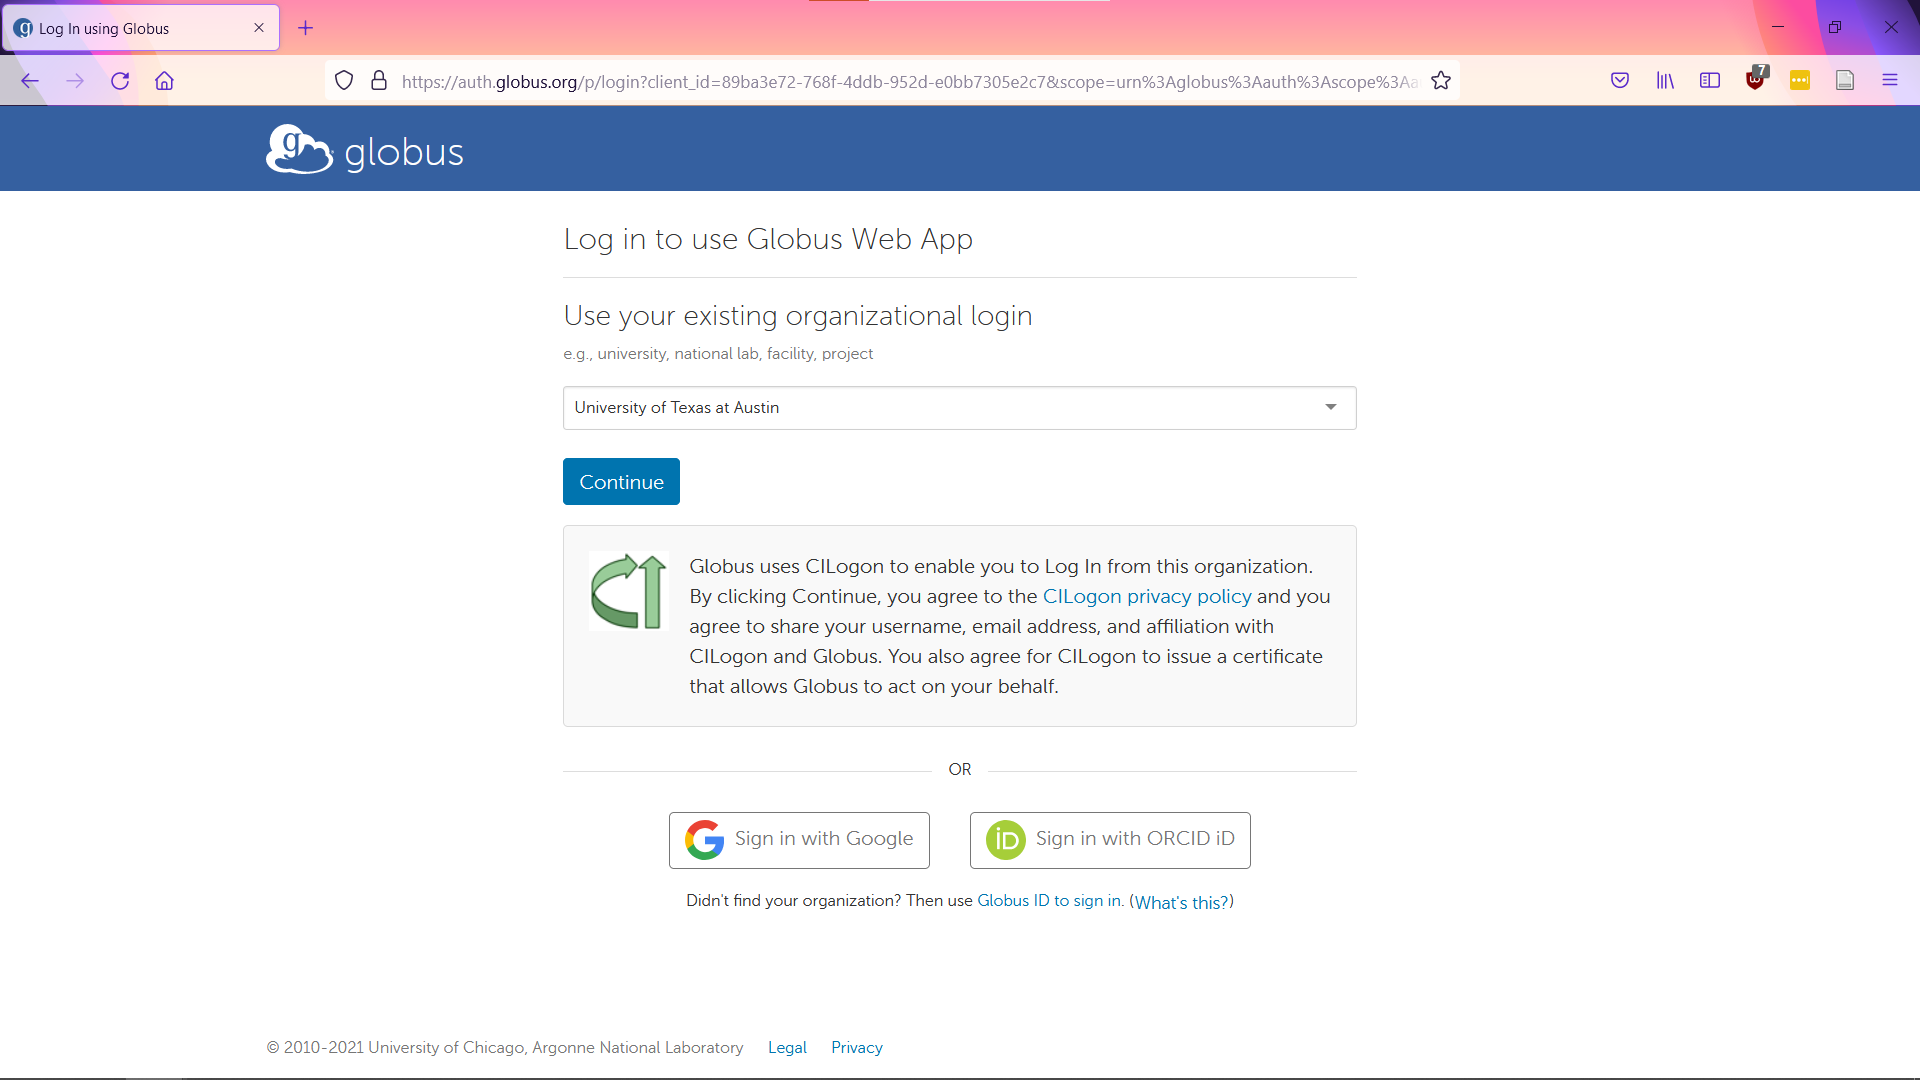 Log In using Globus
https://auth.globus.org/p/login?client_id=89ba3e72-768f-4ddb-952d-e0bb7305e2c7&scope=urn%3Aglobus%3Aauth%3Ascope%3Aa
7
globus
Log in to use Globus Web App
Use your existing organizational login
e.g., university, national lab, facility, project
University of Texas at Austin
Continue
Globus uses CILogon to enable you to Log In from this organization.
By clicking Continue, you agree to the CILogon privacy policy and you
agree to share your username, email address, and affiliation with
CILogon and Globus. You also agree for CILogon to issue a certificate
that allows Globus to act on your behalf.
OR
Sign in with Google
iD Sign in with ORCID iD
Didn't find your organization? Then use Globus ID to sign in. (What's this?)
© 2010-2021 University of Chicago, Argonne National Laboratory Legal Privacy